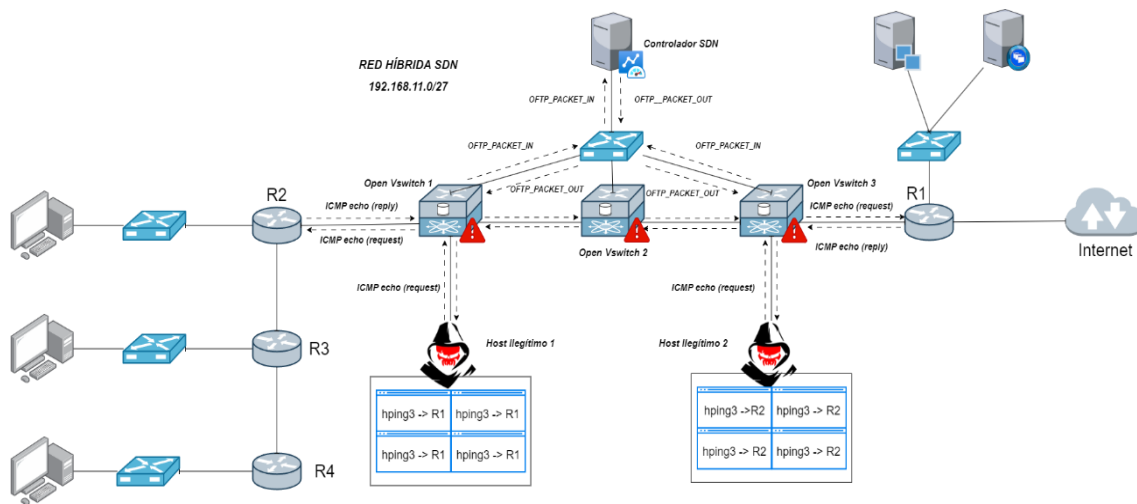 Controlador SDN
RED HÍBRIDA SDN
192.168.11.0/27
OFTP_PACKET_IN
OFTP__PACKET_OUT
OFTP_PACKET_IN
OFTP_PACKET_IN
Open Vswitch 1
OFTP_PACKET_OUT
OFTP_PACKET_OUT
Open Vswitch 3
R2
R1
ICMP echo (reply)
ICMP echo (request)
ICMP echo (request)
ICMP echo (reply)
Open Vswitch 2
Internet
ICMP echo (request)
ICMP echo (request)
R3
Host Ilegítimo 1
Host Ilegítimo 2
hping3 -> R1
hping3 -> R1
hping3 ->R2
hping3 -> R2
hping3 -> R1
hping3 -> R1
hping3 -> R2
hping3 -> R2
R4